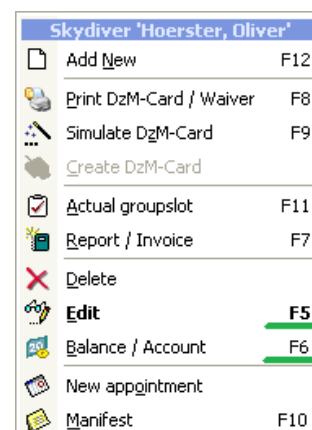 Skydiver 'Hoerster, Oliver'
Add New F12
Print DzM-Card / Waiver F8
Simulate DzM-Card F9
Create DzM-Card
Actual groupslot F11
Report / Invoice F7
Delete
Edit F5
Balance / Account F6
New appointment
Manifest F10